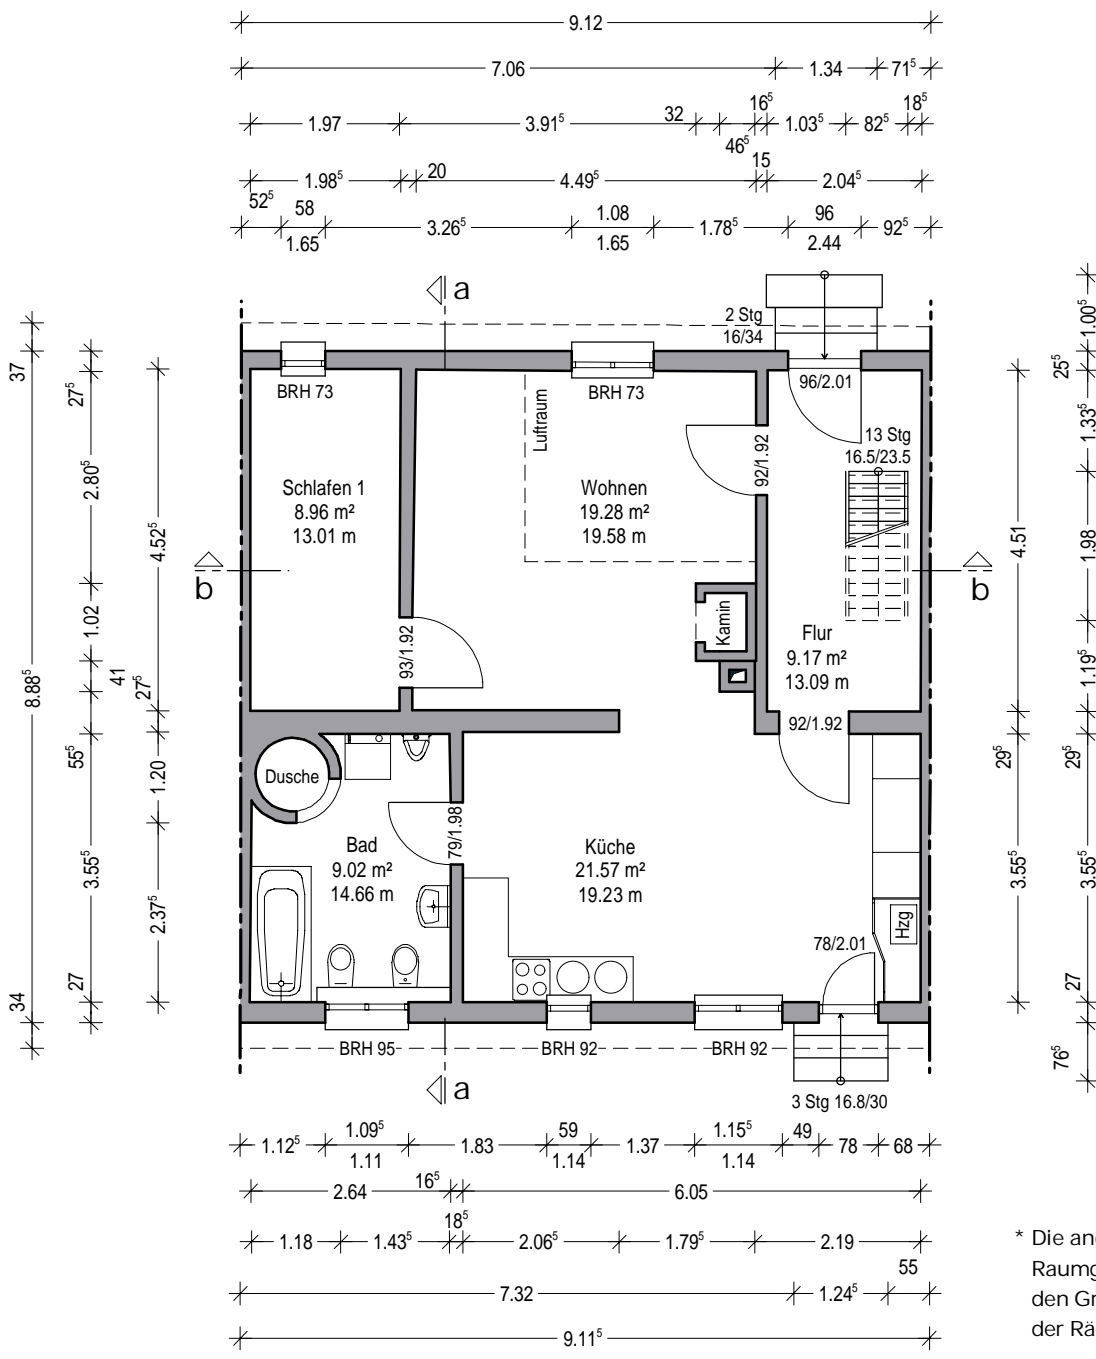 9.12
7.06 1.34 71⁵
1.97 3.91⁵ 32 46⁵ 16⁵ 1.03⁵ 82⁵ 18⁵
1.98⁵ 20 4.49⁵ 15 2.04⁵
52⁵ 58 1.65 3.26⁵ 1.08 1.65 1.78⁵ 96 2.44 92⁵
a
2 Stg
16/34
BRH 73
BRH 73
96/2.01
Luftraum
13 Stg
16.5/23.5
92/1.92
Schlafen 1
8.96 m²
13.01 m
Wohnen
19.28 m²
19.58 m
b
b
Kamin
Flur
9.17 m²
13.09 m
93/1.92
92/1.92
Dusche
79/1.98
Bad
9.02 m²
14.66 m
Küche
21.57 m²
19.23 m
Hzg
78/2.01
BRH 95
BRH 92
BRH 92
a
3 Stg 16.8/30
37
8.88⁵
34
27⁵
2.80⁵
1.02
41
27⁵
55⁵
3.55⁵
27
4.52⁵
1.20
2.37⁵
4.51
29⁵
3.55⁵
1.00⁵
25⁵
1.33⁵
1.98
1.19⁵
29⁵
3.55⁵
27
76⁵
1.12⁵ 1.09⁵ 1.11 1.83 59 1.14 1.37 1.15⁵ 1.14 49 78 68
2.64 16⁵ 6.05
1.18 1.43⁵ 18⁵ 2.06⁵ 1.79⁵ 2.19
7.32 1.24⁵ 55
9.11⁵
* Die
den
der